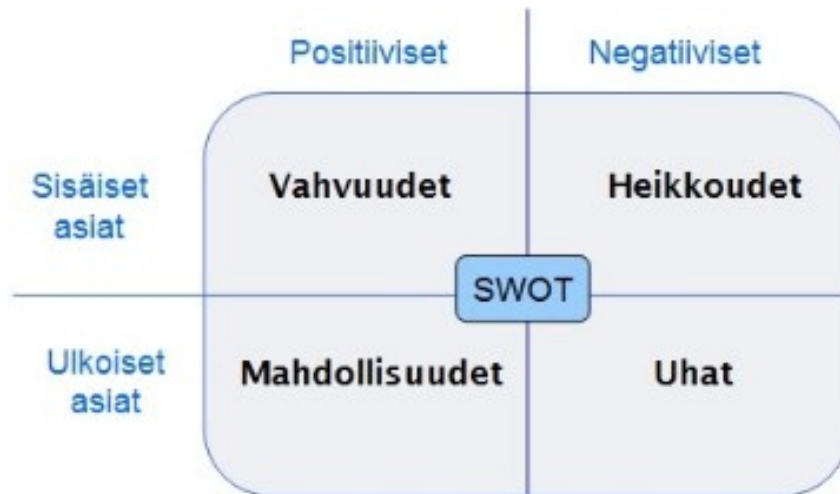 Positiiviset Negatiiviset
Sisäiset
asiat
Vahvuudet Heikkoudet
SWOT
Ulkoiset
asiat
Mahdollisuudet Uhat